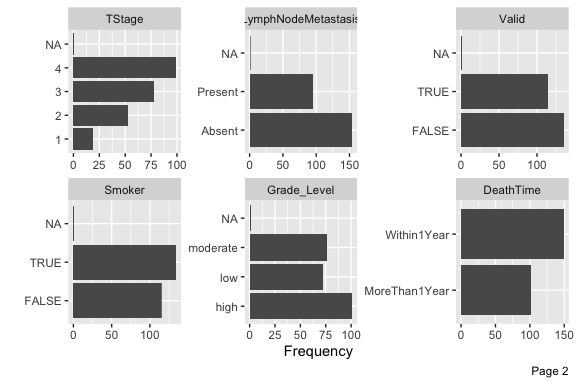 TStage
NA
4
3
2
1
0 25 50 75 100
LymphNodeMetastasis
NA
Present
Absent
0 50 100 150
Valid
NA
TRUE
FALSE
0 50 100
Smoker
NA
TRUE
FALSE
0 50 100
Grade_Level
NA
moderate
low
high
0 25 50 75 100
DeathTime
Within1Year
MoreThan1Year
0 50 100 150
Frequency
Page 2